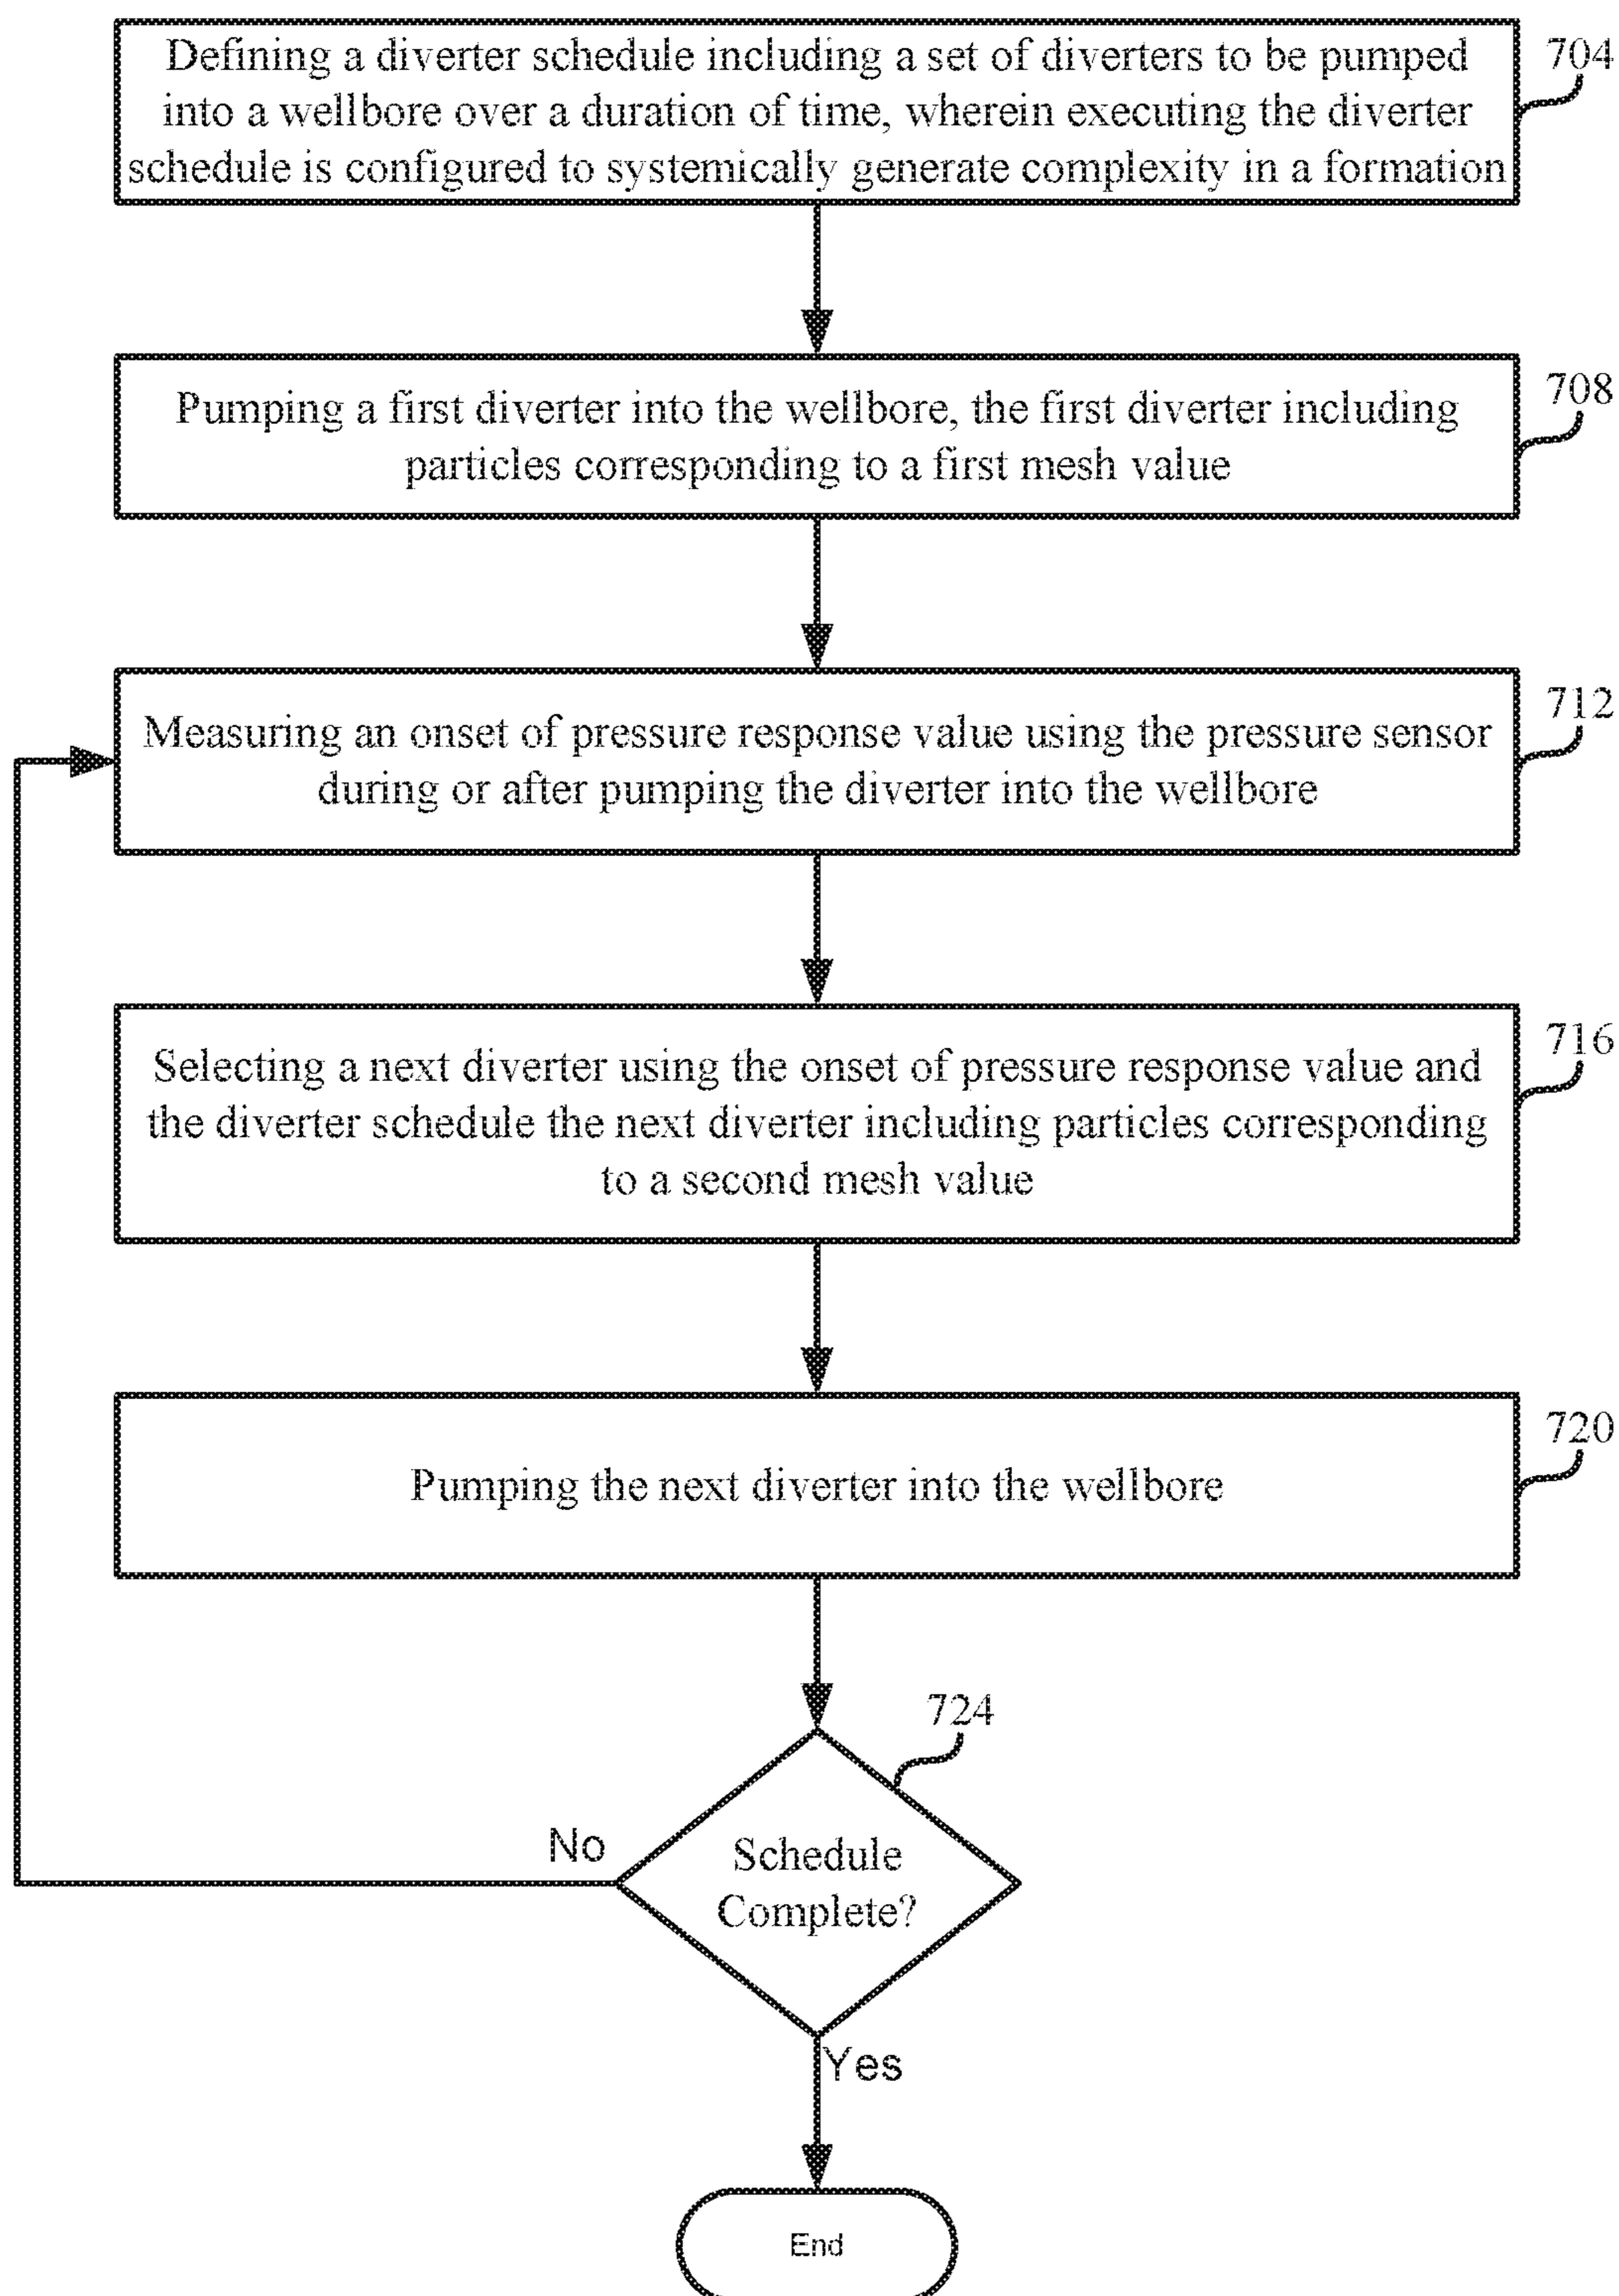 Defining a diverter schedule including a set of diverters to be pumped
into a wellbore over a duration of time, wherein executing the diverter
schedule is configured to systemically generate complexity in a formation
704
Pumping a first diverter into the wellbore, the first diverter including
particles corresponding to a first mesh value
708
Measuring an onset of pressure response value using the pressure sensor
during or after pumping the diverter into the wellbore
712
Selecting a next diverter using the onset of pressure response value and
the diverter schedule the next diverter including particles corresponding
to a second mesh value
716
Pumping the next diverter into the wellbore
720
724
Schedule
Complete?
No
Yes
End